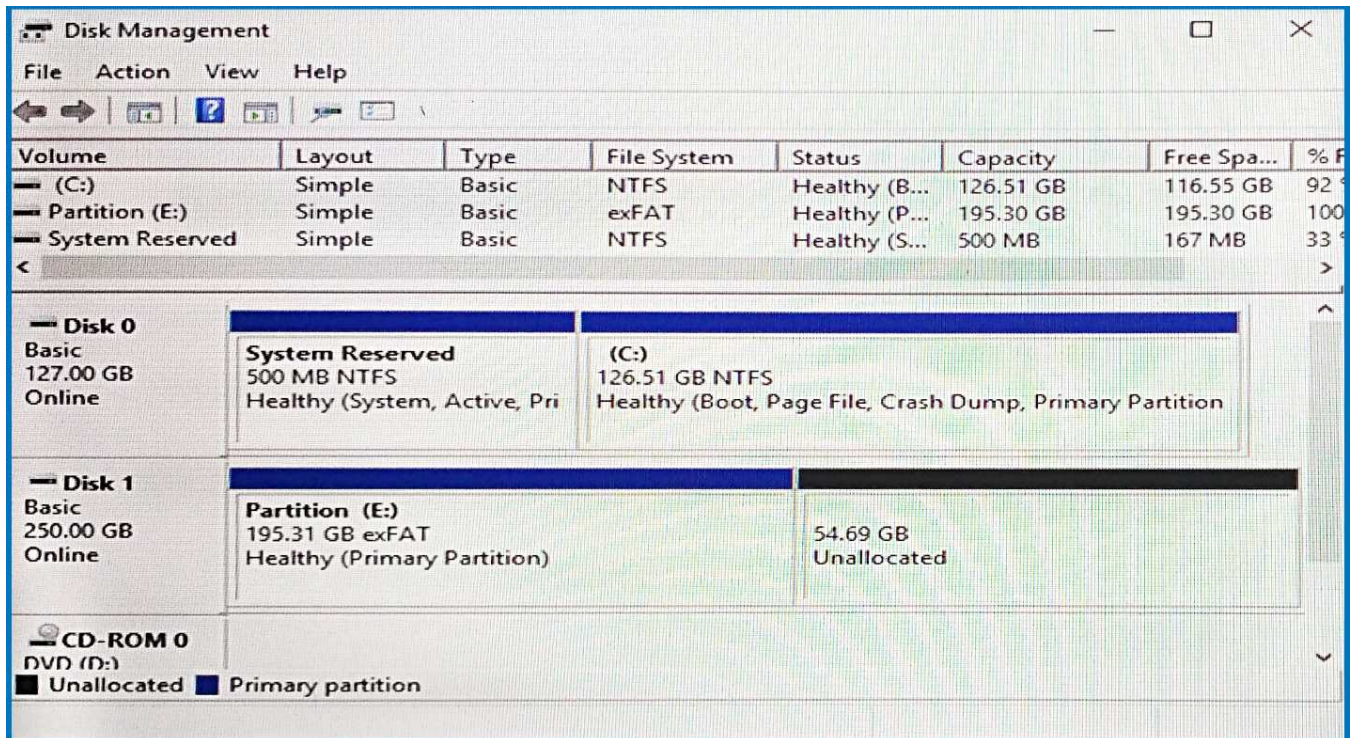 Disk Management
File Action View Help
Volume Layout Type File System Status Capacity Free Spa... %
(C:) Simple Basic NTFS Healthy (B... 126.51 GB 116.55 GB 92
Partition (E:) Simple Basic exFAT Healthy (P... 195.30 GB 195.30 GB 100
System Reserved Simple Basic NTFS Healthy (S... 500 MB 167 MB 33
Disk 0
Basic
127.00 GB
Online
System Reserved
500 MB NTFS
Healthy (System, Active, Pri
(C:)
126.51 GB NTFS
Healthy (Boot, Page File, Crash Dump, Primary Partition
Disk 1
Basic
250.00 GB
Online
Partition (E:)
195.31 GB exFAT
Healthy (Primary Partition)
54.69 GB
Unallocated
CD-ROM 0
DVD (D:)
Unallocated Primary partition